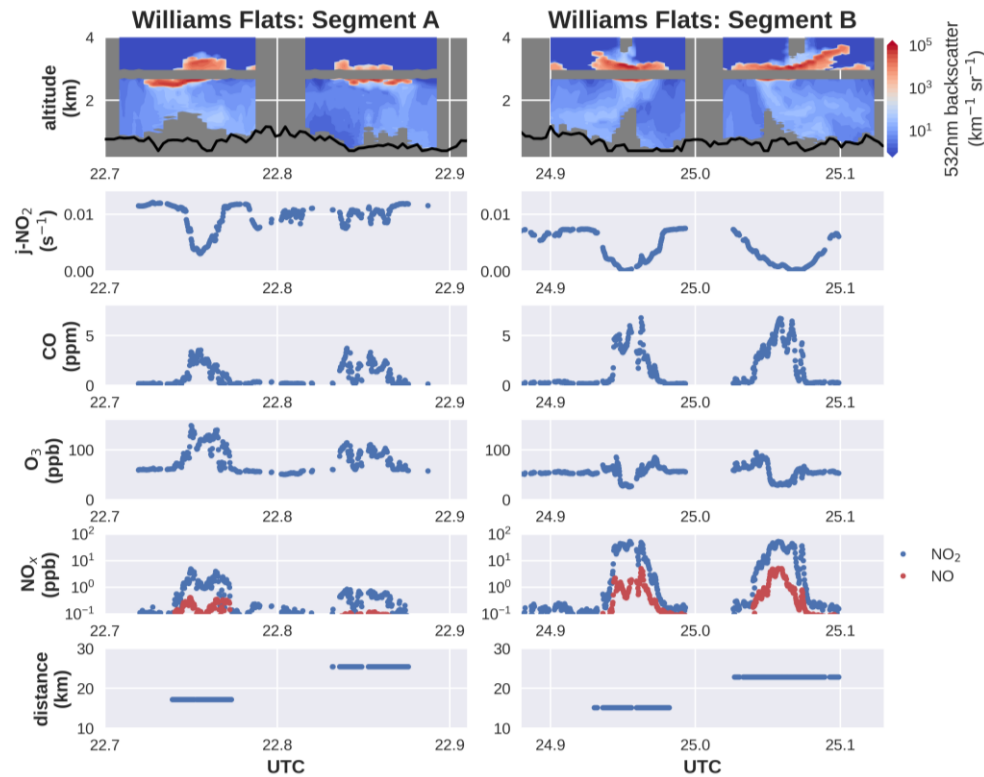 Williams Flats: Segment A
Williams Flats: Segment B
altitude
(km)
4
2
22.7 22.8 22.9
24.9 25.0 25.1
10⁵
10³
10¹
532nm backscatter
(km⁻¹ sr⁻¹)
j-NO₂
(s⁻¹)
0.01
0.00
22.7 22.8 22.9
0.01
0.00
24.9 25.0 25.1
CO
(ppm)
5
0
22.7 22.8 22.9
5
0
24.9 25.0 25.1
O₃
(ppb)
100
0
22.7 22.8 22.9
100
0
24.9 25.0 25.1
NOₓ
(ppb)
10²
10¹
10⁰
10⁻¹
22.7 22.8 22.9
10²
10¹
10⁰
10⁻¹
24.9 25.0 25.1
NO₂
NO
distance
(km)
30
20
10
22.7 22.8 22.9
UTC
30
20
10
24.9 25.0 25.1
UTC